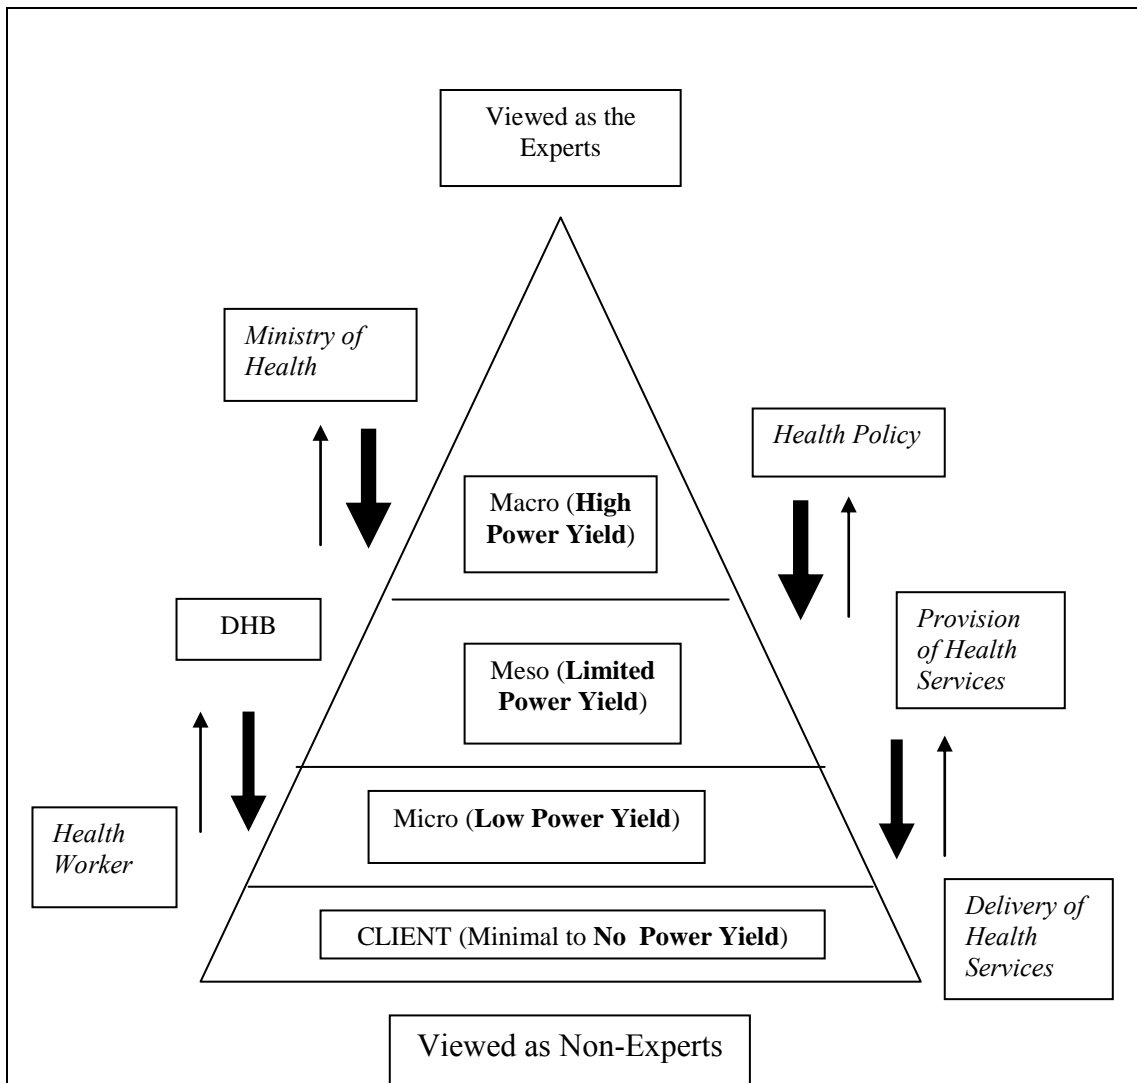 Viewed as the
Experts
Ministry of
Health
Health Policy
Macro (High
Power Yield)
DHB
Provision
of Health
Services
Meso (Limited
Power Yield)
Micro (Low Power Yield)
Health
Worker
Delivery of
Health
Services
CLIENT (Minimal to No Power Yield)
Viewed as Non-Experts